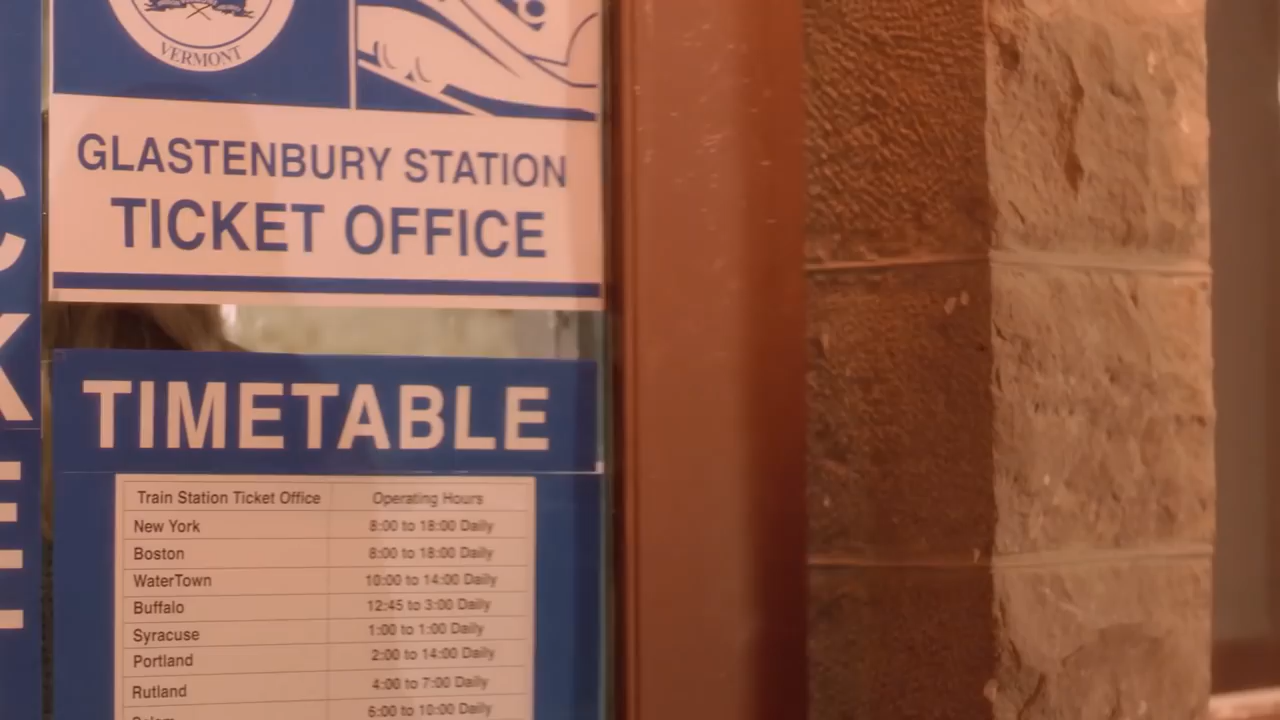 VERMONT
GLASTENBURY STATION
TICKET OFFICE
TIMETABLE
Train Station Ticket Office Operating Hours
New York 8:00 to 18:00 Daily
Boston 8:00 to 18:00 Daily
WaterTown 10:00 to 14:00 Daily
Buffalo 12:45 to 3:00 Daily
Syracuse 1:00 to 1:00 Daily
Portland 2:00 to 14:00 Daily
Rutland 4:00 to 7:00 Daily
6:00 to 10:00 Daily